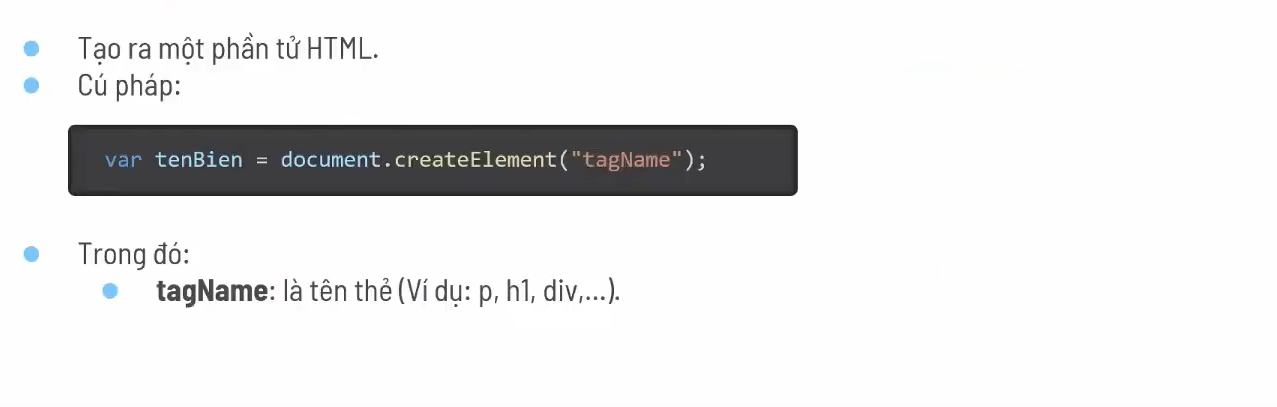 Tạo ra một phần tử HTML.
Cú pháp:
var tenBien = document.createElement("tagName");
Trong đó:
tagName: là tên thẻ (Ví dụ: p, h1, div,...).